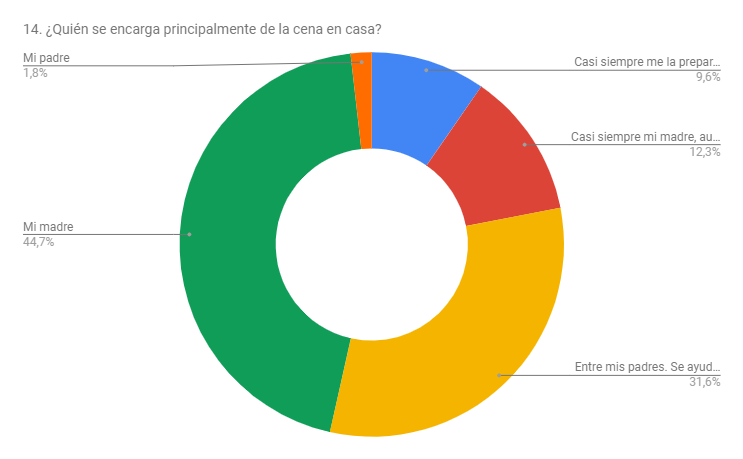 14. ¿Quién se encarga principalmente de la cena en casa?
Mi padre
1,8%
Casi siempre me la prepar...
9,6%
Casi siempre mi madre, au...
12,3%
Mi madre
44,7%
Entre mis padres. Se ayud...
31,6%